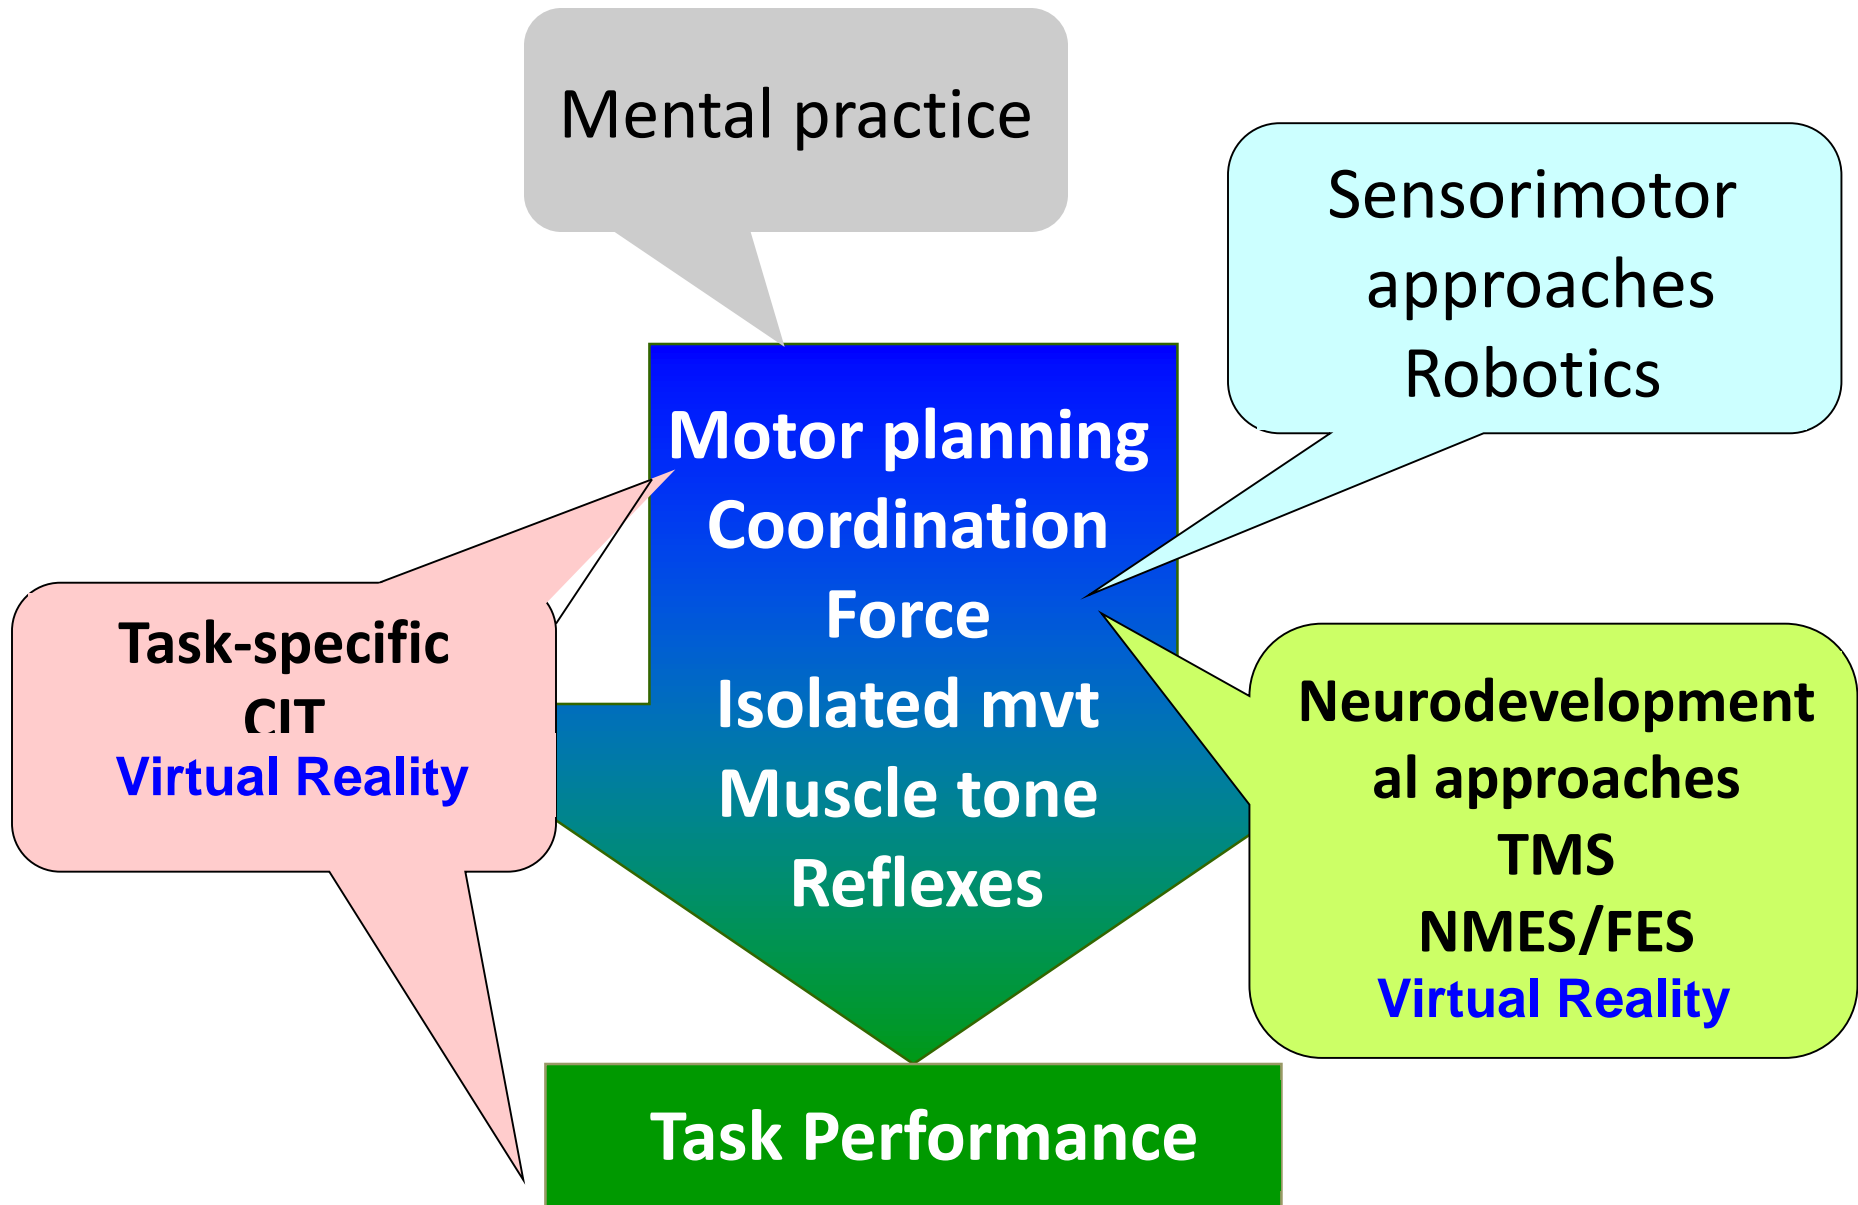 Mental practice
Sensorimotor
approaches
Robotics
Motor planning
Coordination
Force
Isolated mvt
Muscle tone
Reflexes
Task-specific
CIT
Virtual Reality
Neurodevelopment
al approaches
TMS
NMES/FES
Virtual Reality
Task Performance